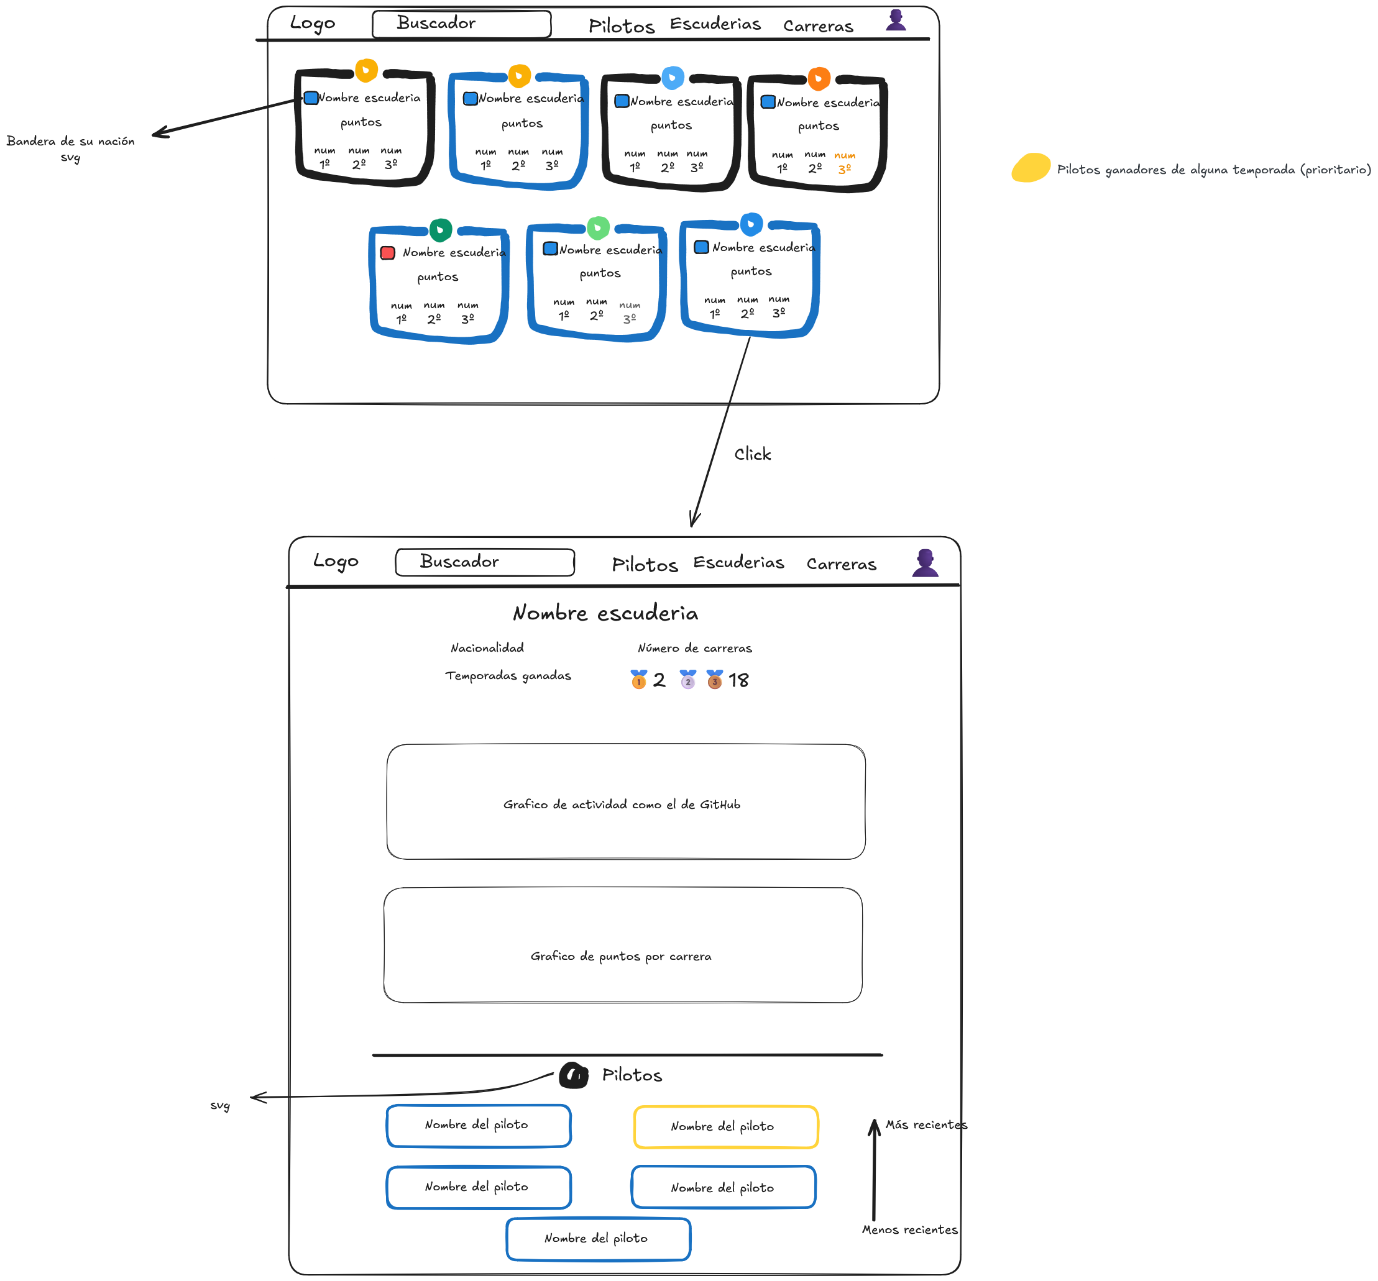 Logo
Buscador
Pilotos
Escuderias
Carreras
Nombre escuderia
puntos
num num num
1º 2º 3º
Nombre escuderia
puntos
num num num
1º 2º 3º
Nombre escuderia
puntos
num num num
1º 2º 3º
Nombre escuderia
puntos
num num num
1º 2º 3º
Bandera de su nación
svg
Pilotos ganadores de alguna temporada (prioritario)
Nombre escuderia
puntos
num num num
1º 2º 3º
Nombre escuderia
puntos
num num num
1º 2º 3º
Nombre escuderia
puntos
num num num
1º 2º 3º
Click
Logo
Buscador
Pilotos
Escuderias
Carreras
Nombre escuderia
Nacionalidad
Número de carreras
Temporadas ganadas
1 2 2 3 18
Grafico de actividad como el de GitHub
Grafico de puntos por carrera
Pilotos
svg
Nombre del piloto
Nombre del piloto
Más recientes
Nombre del piloto
Nombre del piloto
Menos recientes
Nombre del piloto